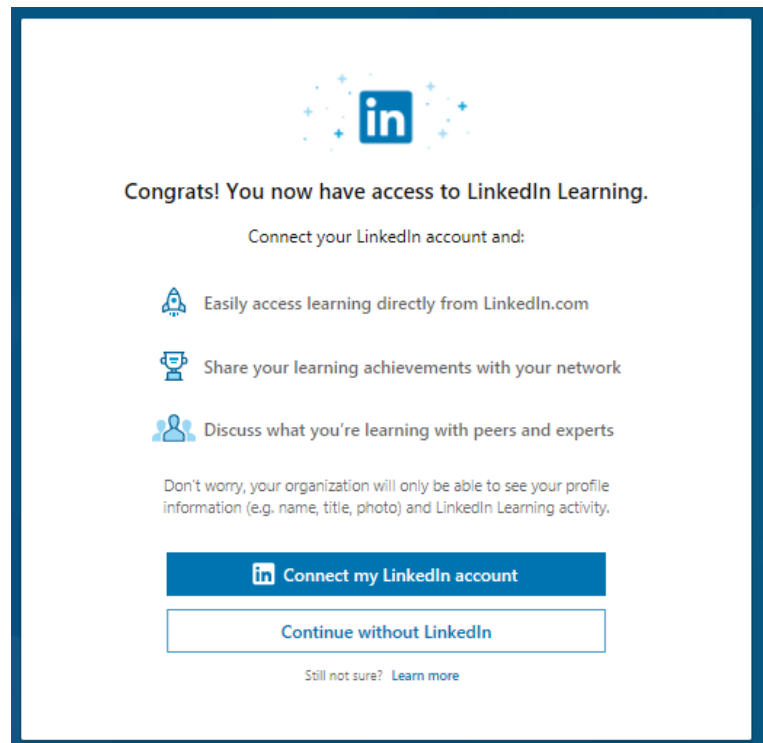 in
Congrats! You now have access to LinkedIn Learning.
Connect your LinkedIn account and:
Easily access learning directly from LinkedIn.com
Share your learning achievements with your network
Discuss what you're learning with peers and experts
Don't worry, your organization will only be able to see your profile
information (e.g. name, title, photo) and LinkedIn Learning activity.
in Connect my LinkedIn account
Continue without LinkedIn
Still not sure? Learn more